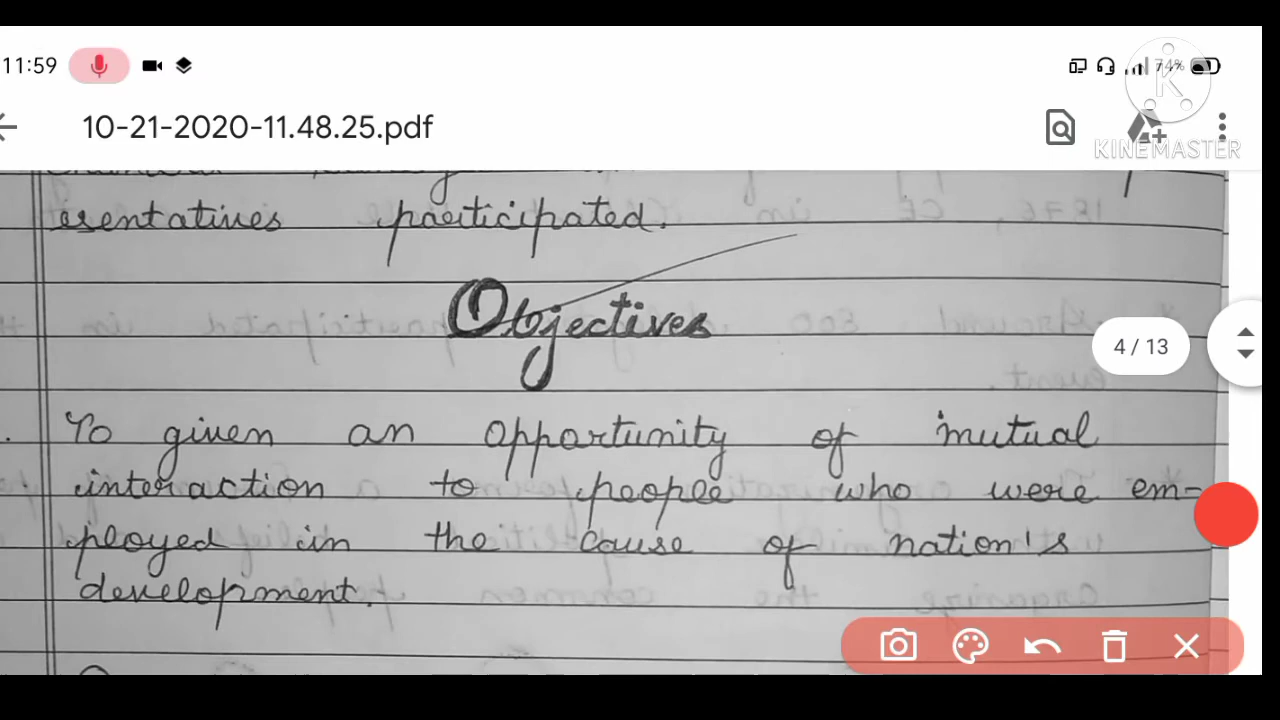 11:59
74%
10-21-2020-11.48.25.pdf
KINEMASTER
esentatives participated.
Objectives
4 / 13
To given an opportunity of mutual
interaction to people who were em-
ployed in the cause of nation's
development.